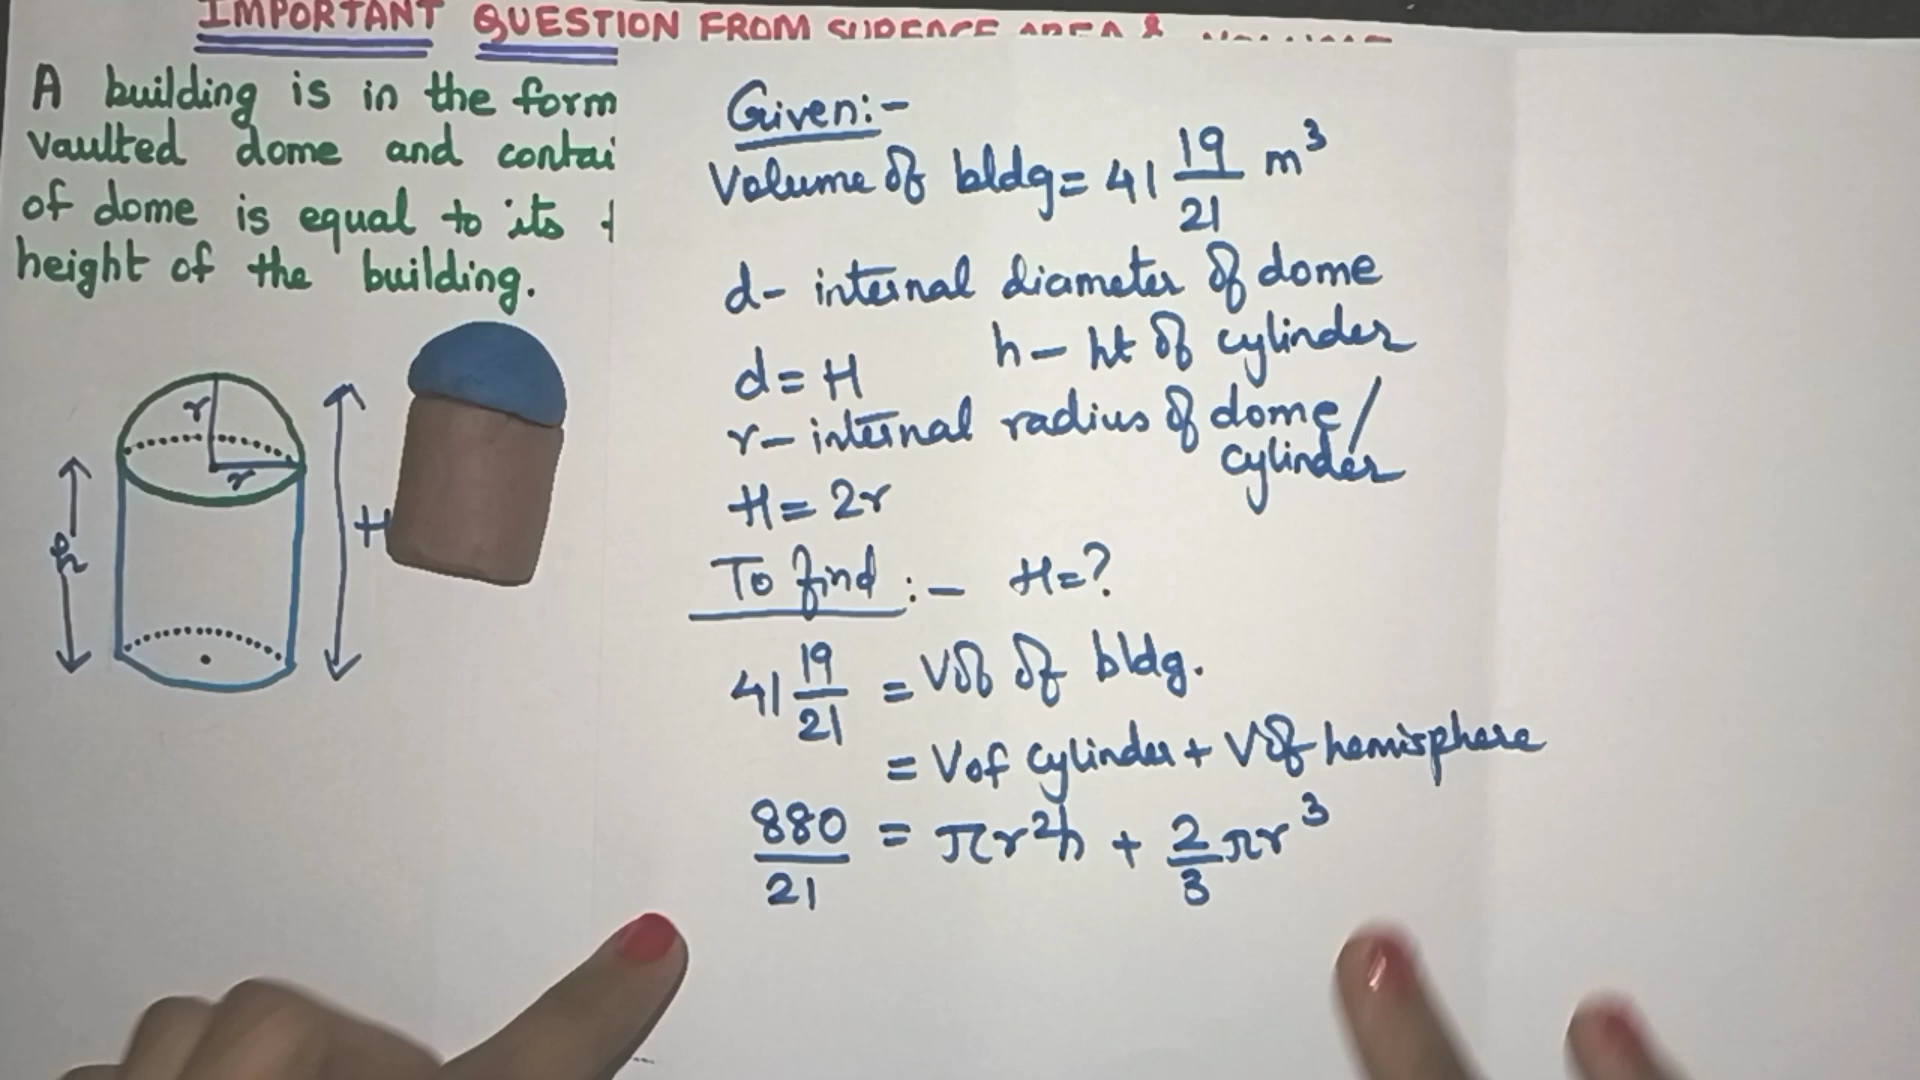 IMPORTANT QUESTION FROM SURFACE AREA &
A building is in the form
vaulted dome and contai
of dome is equal to its
height of the building.
r
r
h
H
Given:-
Volume of bldg = 41 19/21 m³
d - internal diameter of dome
h - ht of cylinder
d = H
r - internal radius of dome/
cylinder
H = 2r
To find :- H = ?
41 19/21 = V of of bldg.
= V of cylinder + V of hemisphere
880/21 = πr²h + 2/3 πr³